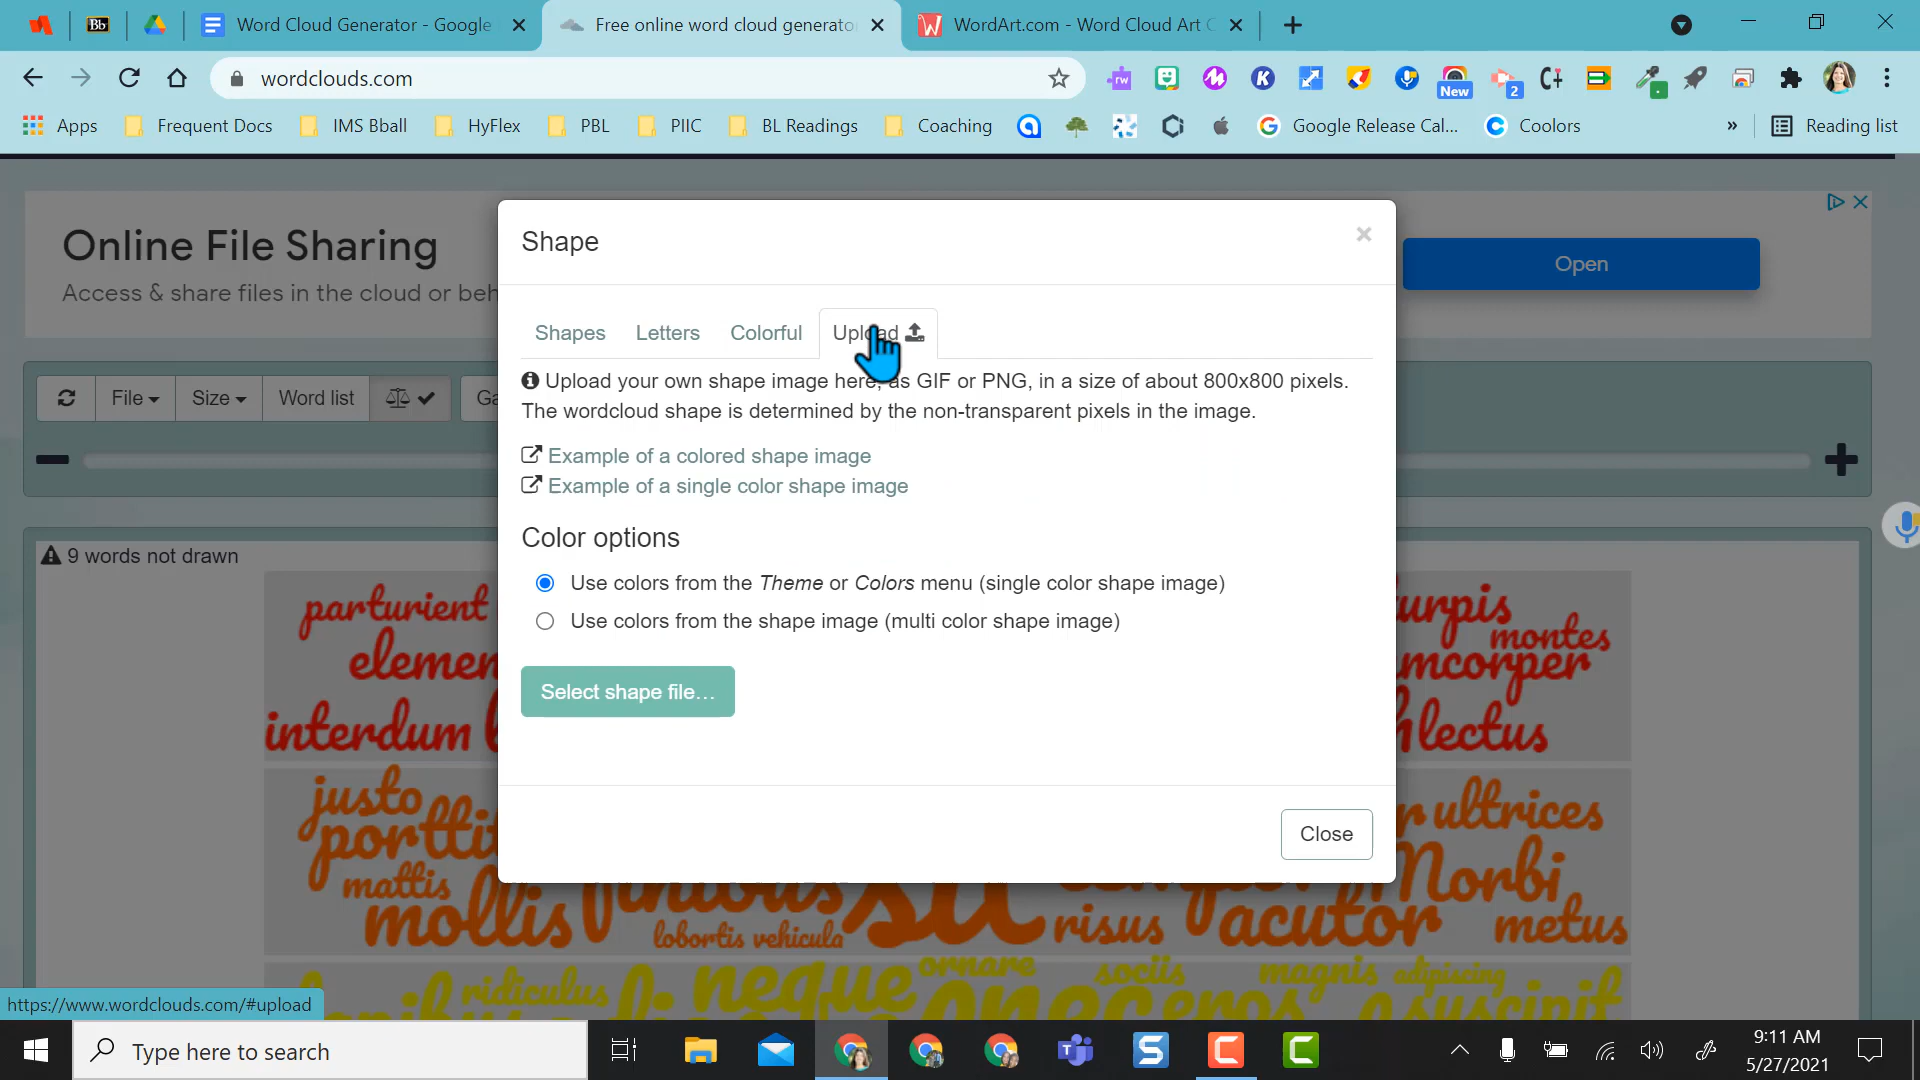 Word Cloud Generator - Google
Free online word cloud generato
WordArt.com - Word Cloud Art C
wordclouds.com
rw
New
2
Apps
Frequent Docs
IMS Bball
HyFlex
PBL
PIIC
BL Readings
Coaching
Google Release Cal...
Coolors
»
Reading list
Online File Sharing
Access & share files in the cloud or beh
Open
Shape
Shapes
Letters
Colorful
Upload
Upload your own shape image here, as GIF or PNG, in a size of about 800x800 pixels.
The wordcloud shape is determined by the non-transparent pixels in the image.
Example of a colored shape image
Example of a single color shape image
Color options
Use colors from the Theme or Colors menu (single color shape image)
Use colors from the shape image (multi color shape image)
Select shape file...
Close
File
Size
Word list
Ga
9 words not drawn
parturient
turpis
montes
elemen
mcorper
interdum
lectus
justo
porttit
ultrices
mattis
Morbi
mollis
lobortis vehicula
risus
auctor
metus
ridiculus
neque
ornare
sociis
magnis
adipiscing
eros
suscipit
https://www.wordclouds.com/#upload
Type here to search
9:11 AM
5/27/2021